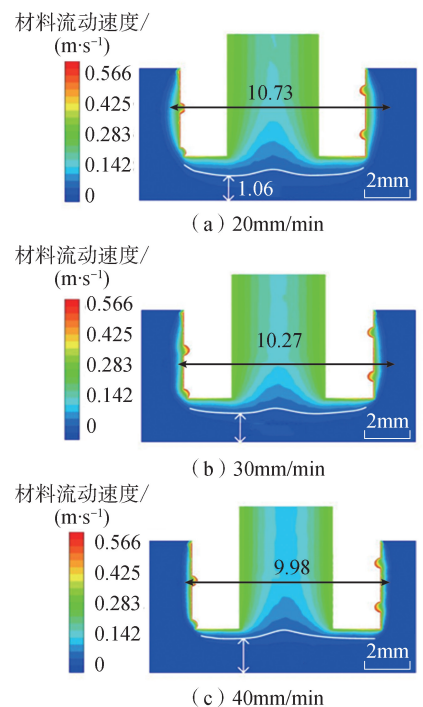 材料流动速度/
(m·s⁻¹)
0.566
0.425
0.283
0.142
0
10.73
1.06
2mm
（a）20mm/min
材料流动速度/
(m·s⁻¹)
0.566
0.425
0.283
0.142
0
10.27
2mm
（b）30mm/min
材料流动速度/
(m·s⁻¹)
0.566
0.425
0.283
0.142
0
9.98
2mm
（c）40mm/min